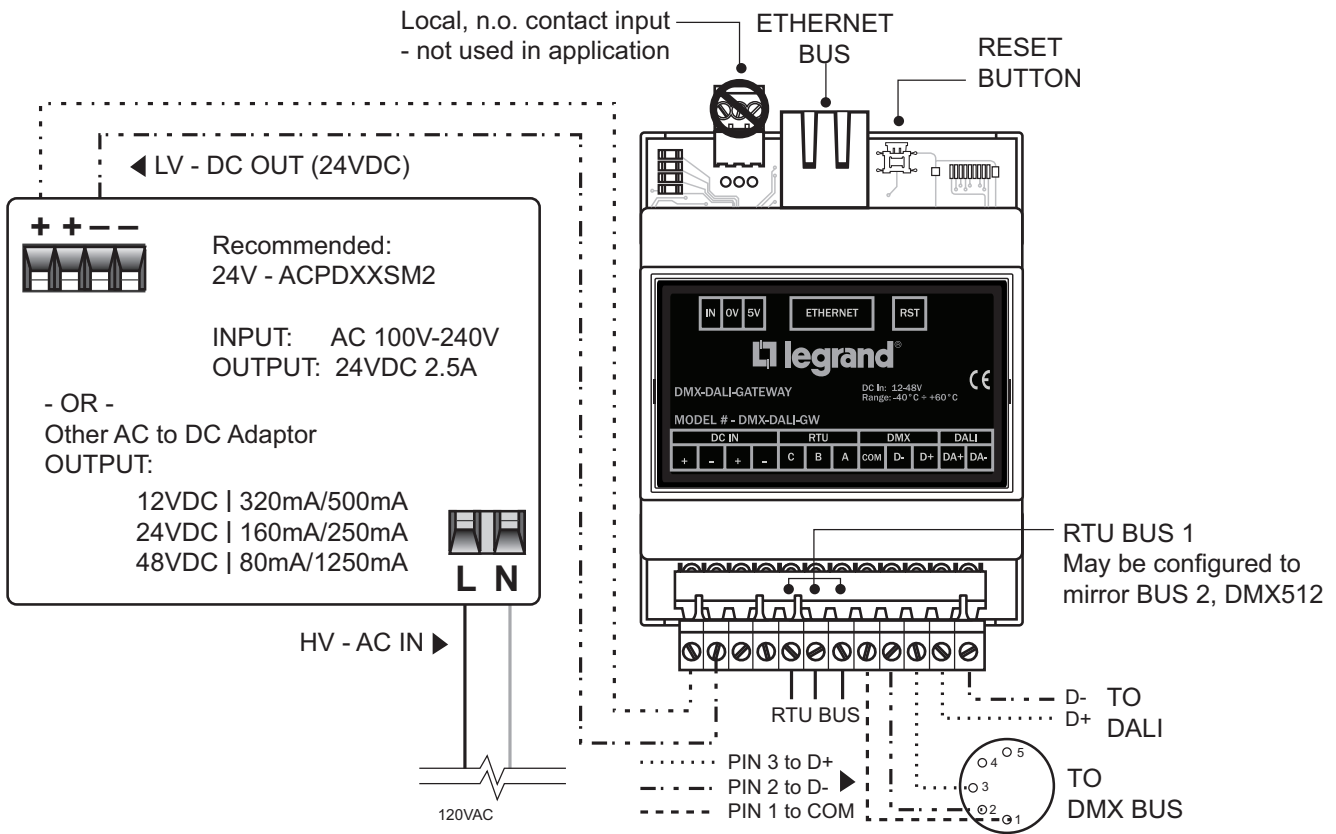 Local, n.o. contact input
- not used in application
ETHERNET
BUS
RESET
BUTTON
LV - DC OUT (24VDC)
+ + – –
Recommended:
24V - ACPDXXSM2
INPUT: AC 100V-240V
OUTPUT: 24VDC 2.5A
- OR -
Other AC to DC Adaptor
OUTPUT:
12VDC | 320mA/500mA
24VDC | 160mA/250mA
48VDC | 80mA/1250mA
L N
HV - AC IN
120VAC
IN 0V 5V
ETHERNET
RST
legrand®
DMX-DALI-GATEWAY
DC In: 12-48V
Range: -40°C ÷ +60°C
CE
MODEL # - DMX-DALI-GW
DC IN RTU DMX DALI
+ - + - C B A COM D- D+ DA+ DA-
RTU BUS 1
May be configured to
mirror BUS 2, DMX512
RTU BUS
D-
D+
TO
DALI
PIN 3 to D+
PIN 2 to D-
PIN 1 to COM
5
4
3
2
1
TO
DMX BUS